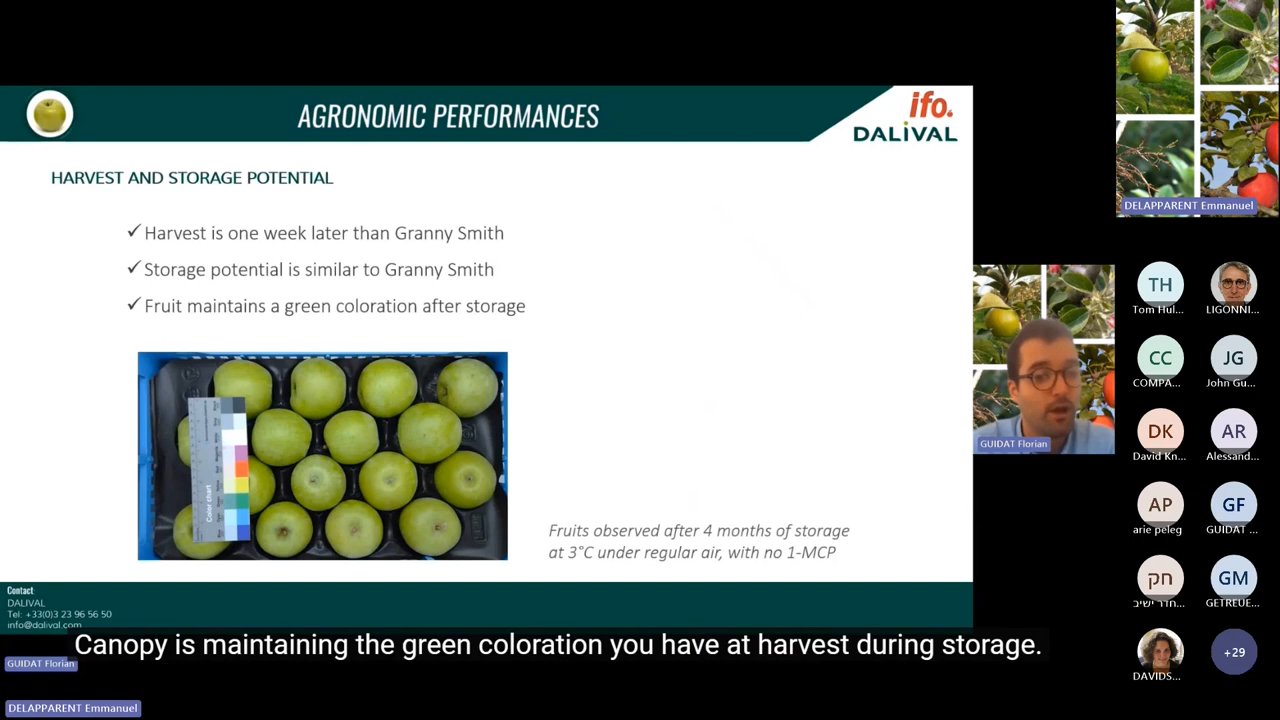 AGRONOMIC PERFORMANCES
ifo.
DALIVAL
HARVEST AND STORAGE POTENTIAL
✓ Harvest is one week later than Granny Smith
✓ Storage potential is similar to Granny Smith
✓ Fruit maintains a green coloration after storage
Color chart
Fruits observed after 4 months of storage
at 3°C under regular air, with no 1-MCP
Contact
DALIVAL
Tel: +33(0)3 23 96 56 50
info@dalival.com
Canopy is maintaining the green coloration you have at harvest during storage.
GUIDAT Florian
DELAPPARENT Emmanuel
DELAPPARENT Emmanuel
GUIDAT Florian
TH
Tom Hul...
LIGONNI...
CC
COMPA...
JG
John Gu...
DK
David Kn...
AR
Alessand...
AP
arie peleg
GF
GUIDAT ...
חק
חדר ישיב...
GM
GETREUE...
DAVIDS...
+29